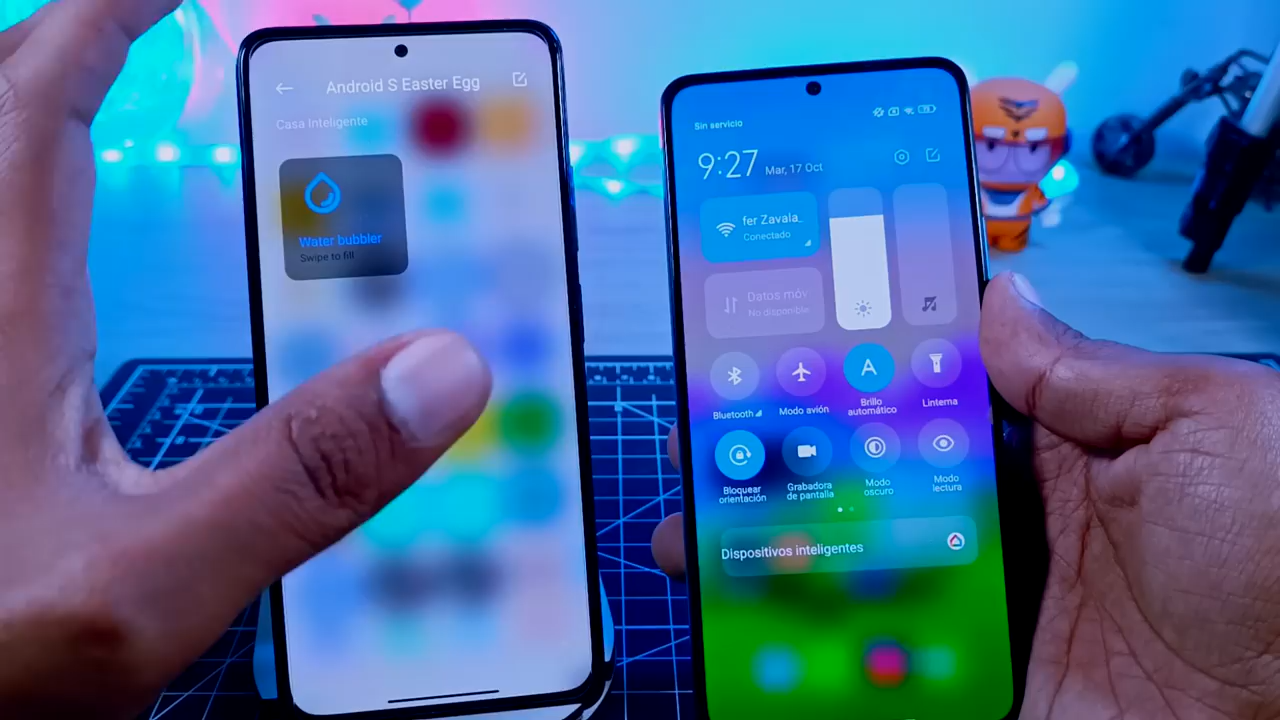 Android S Easter Egg
Casa Inteligente
Water bubbler
Swipe to fill
Sin servicio
9:27 Mar, 17 Oct
fer Zavala..
Conectado
Datos móv
No disponible
Bluetooth
Modo avión
Brillo
automático
Linterna
Bloquear
orientación
Grabadora
de pantalla
Modo
oscuro
Modo
lectura
Dispositivos inteligentes